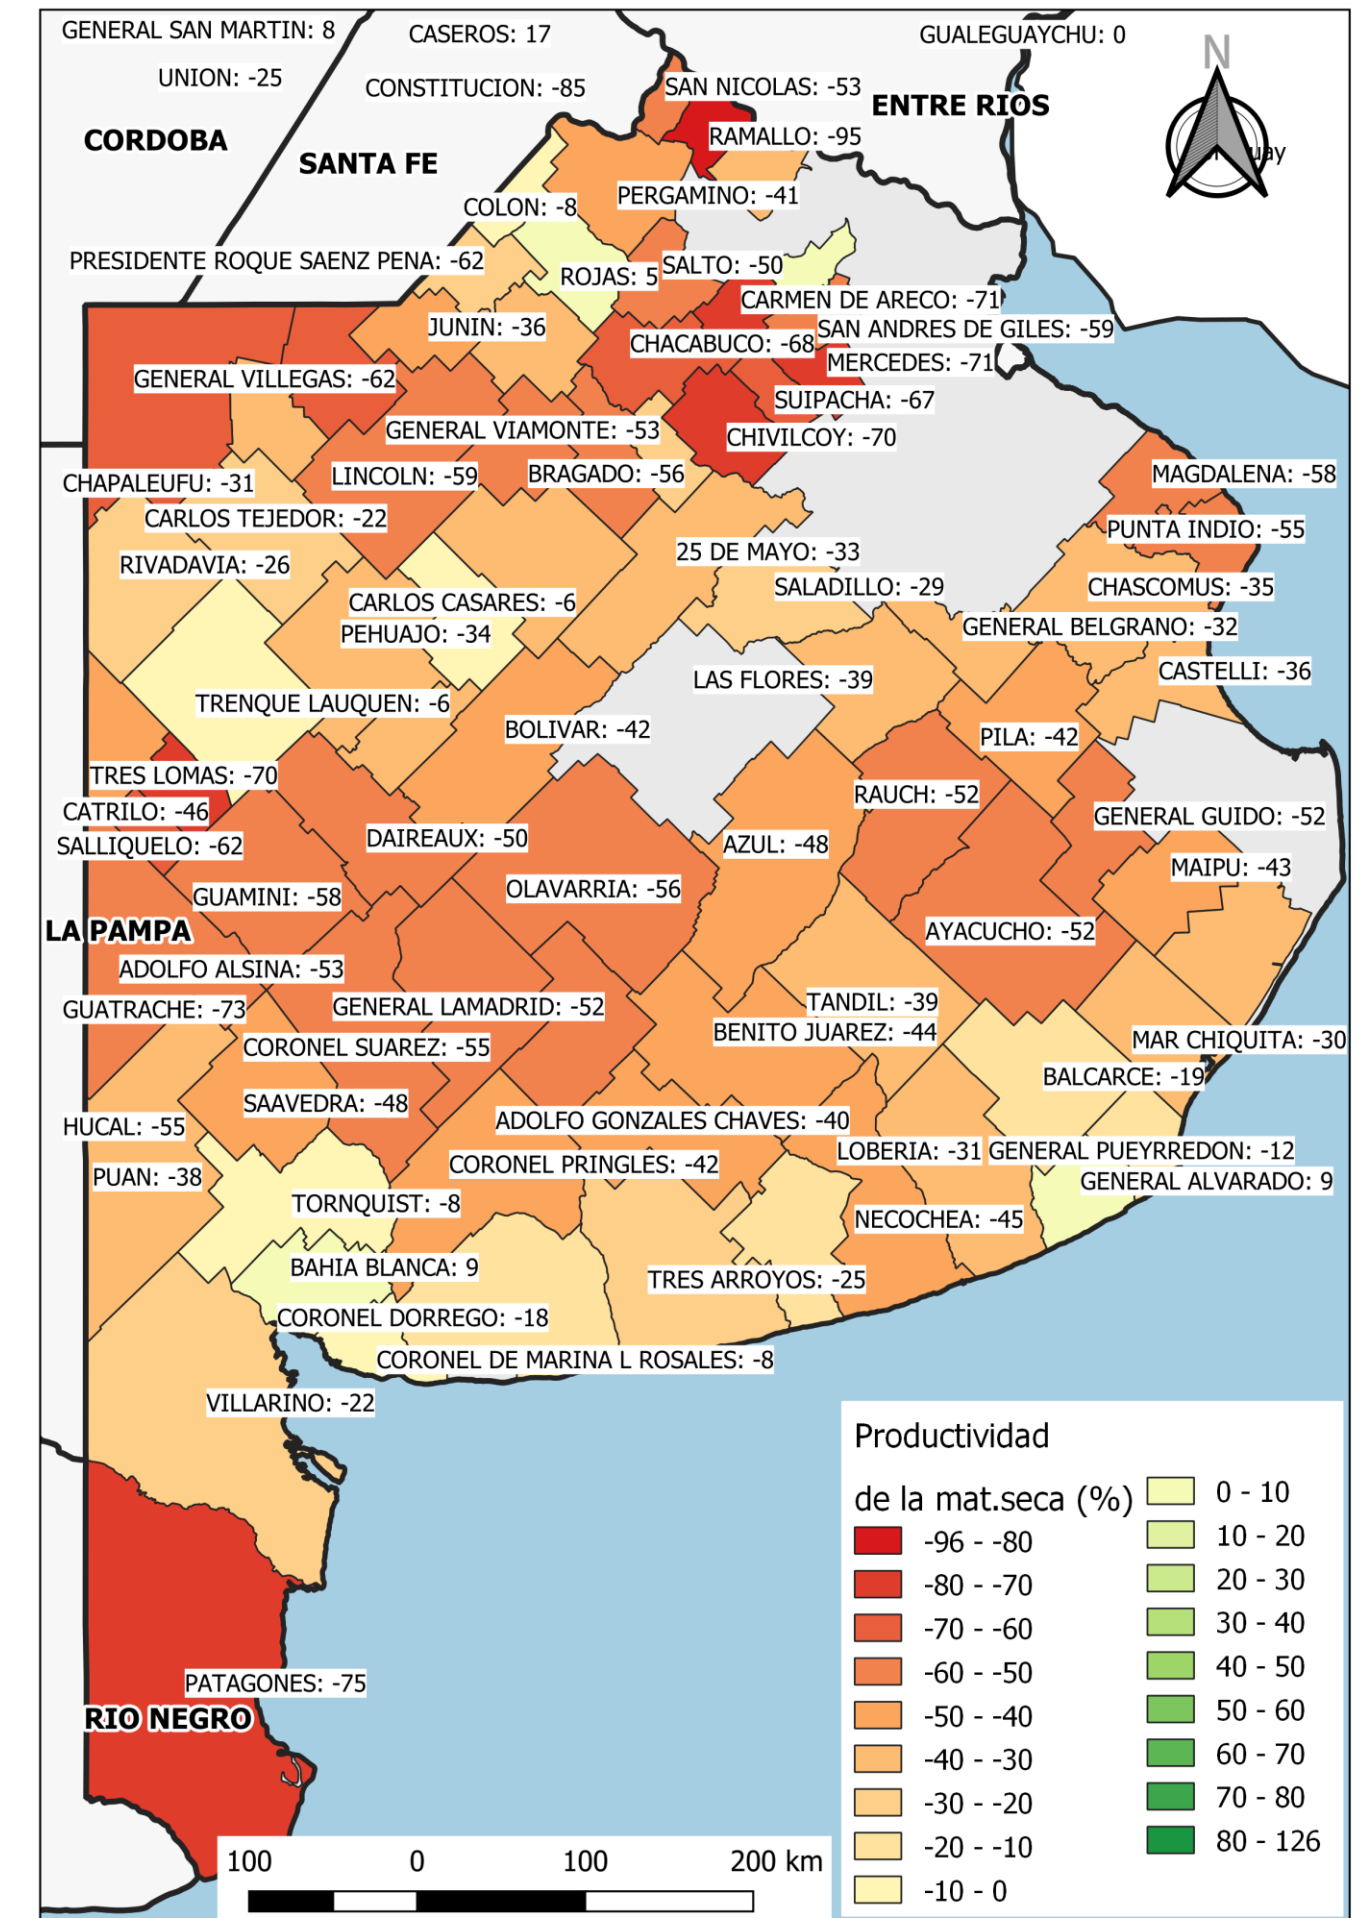 GENERAL SAN MARTIN: 8
CASEROS: 17
GUALEGUAYCHU: 0
N
UNION: -25
CONSTITUCION: -85
SAN NICOLAS: -53
ENTRE RIOS
CORDOBA
SANTA FE
RAMALLO: -95
PERGAMINO: -41
COLON: -8
PRESIDENTE ROQUE SAENZ PENA: -62
ROJAS: 5
SALTO: -50
CARMEN DE ARECO: -71
JUNIN: -36
SAN ANDRES DE GILES: -59
CHACABUCO: -68
MERCEDES: -71
GENERAL VILLEGAS: -62
SUIPACHA: -67
GENERAL VIAMONTE: -53
CHIVILCOY: -70
CHAPALEUFU: -31
LINCOLN: -59
BRAGADO: -56
MAGDALENA: -58
CARLOS TEJEDOR: -22
PUNTA INDIO: -55
RIVADAVIA: -26
25 DE MAYO: -33
SALADILLO: -29
CHASCOMUS: -35
CARLOS CASARES: -6
PEHUAJO: -34
GENERAL BELGRANO: -32
LAS FLORES: -39
CASTELLI: -36
TRENQUE LAUQUEN: -6
BOLIVAR: -42
PILA: -42
TRES LOMAS: -70
RAUCH: -52
CATRILO: -46
GENERAL GUIDO: -52
SALLIQUELO: -62
DAIREAUX: -50
AZUL: -48
MAIPU: -43
GUAMINI: -58
OLAVARRIA: -56
LA PAMPA
AYACUCHO: -52
ADOLFO ALSINA: -53
GUATRACHE: -73
GENERAL LAMADRID: -52
TANDIL: -39
BENITO JUAREZ: -44
CORONEL SUAREZ: -55
MAR CHIQUITA: -30
BALCARCE: -19
SAAVEDRA: -48
HUCAL: -55
ADOLFO GONZALES CHAVES: -40
LOBERIA: -31
GENERAL PUEYRREDON: -12
PUAN: -38
CORONEL PRINGLES: -42
GENERAL ALVARADO: 9
TORNQUIST: -8
NECOCHEA: -45
BAHIA BLANCA: 9
TRES ARROYOS: -25
CORONEL DORREGO: -18
CORONEL DE MARINA L ROSALES: -8
VILLARINO: -22
PATAGONES: -75
RIO NEGRO
Productividad
de la mat.seca (%)
-96 - -80
-80 - -70
-70 - -60
-60 - -50
-50 - -40
-40 - -30
-30 - -20
-20 - -10
-10 - 0
0 - 10
10 - 20
20 - 30
30 - 40
40 - 50
50 - 60
60 - 70
70 - 80
80 - 126
100 0 100 200 km